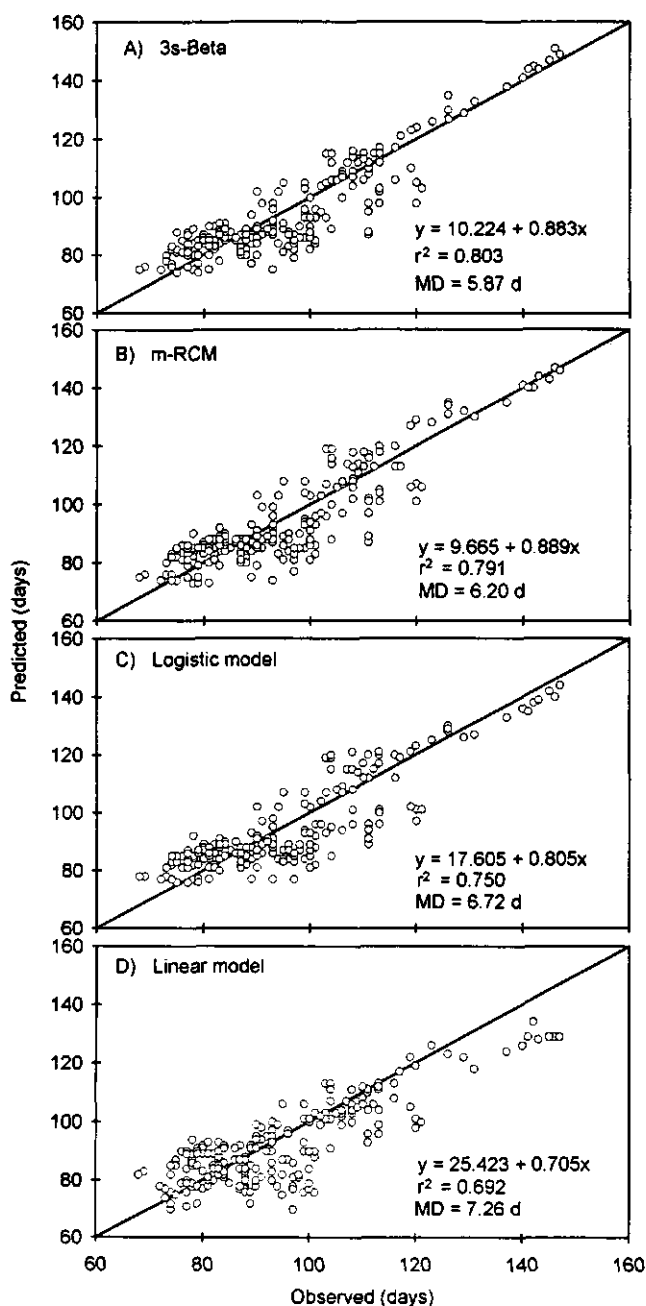 160
A) 3s-Beta
140
120
100
80
60
y = 10.224 + 0.883x
r² = 0.803
MD = 5.87 d
160
B) m-RCM
140
120
100
80
60
y = 9.665 + 0.889x
r² = 0.791
MD = 6.20 d
Predicted (days)
160
C) Logistic model
140
120
100
80
60
y = 17.605 + 0.805x
r² = 0.750
MD = 6.72 d
160
D) Linear model
140
120
100
80
60
y = 25.423 + 0.705x
r² = 0.692
MD = 7.26 d
60 80 100 120 140 160
Observed (days)